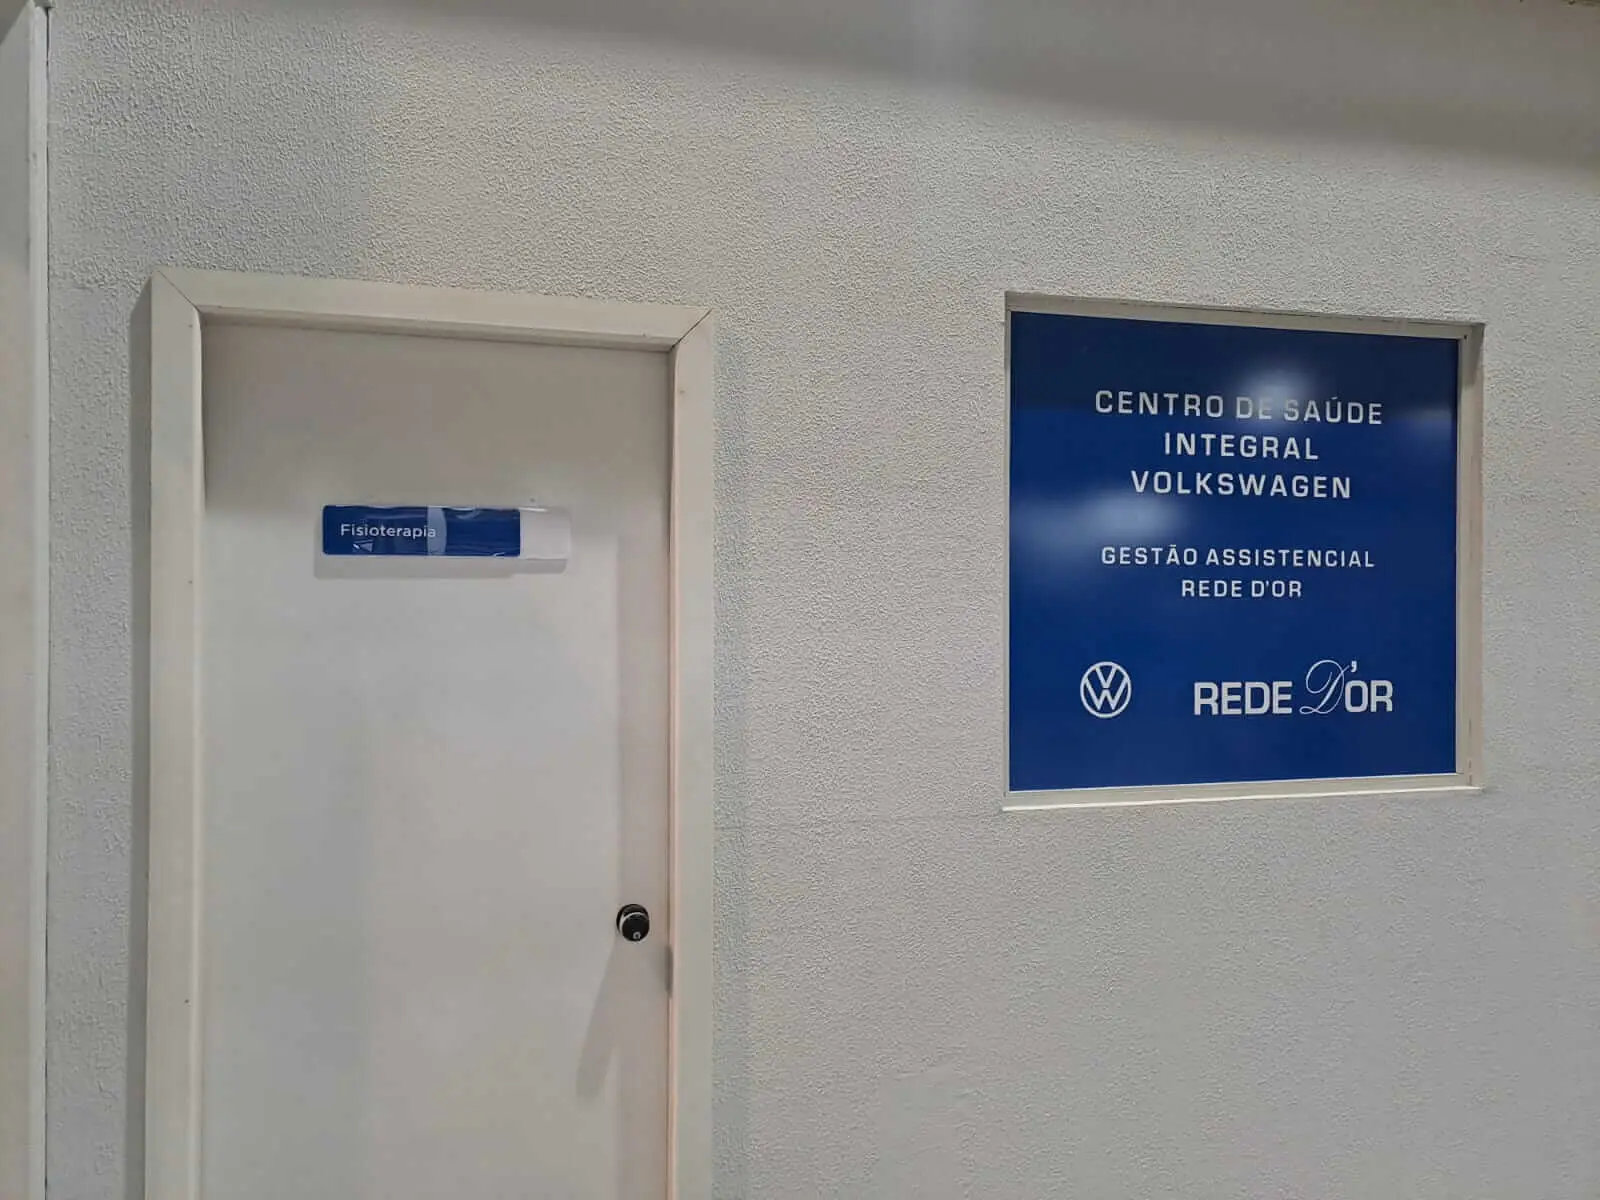 Fisioterapia
CENTRO DE SAÚDE
INTEGRAL
VOLKSWAGEN
GESTÃO ASSISTENCIAL
REDE D'OR
REDE D'OR